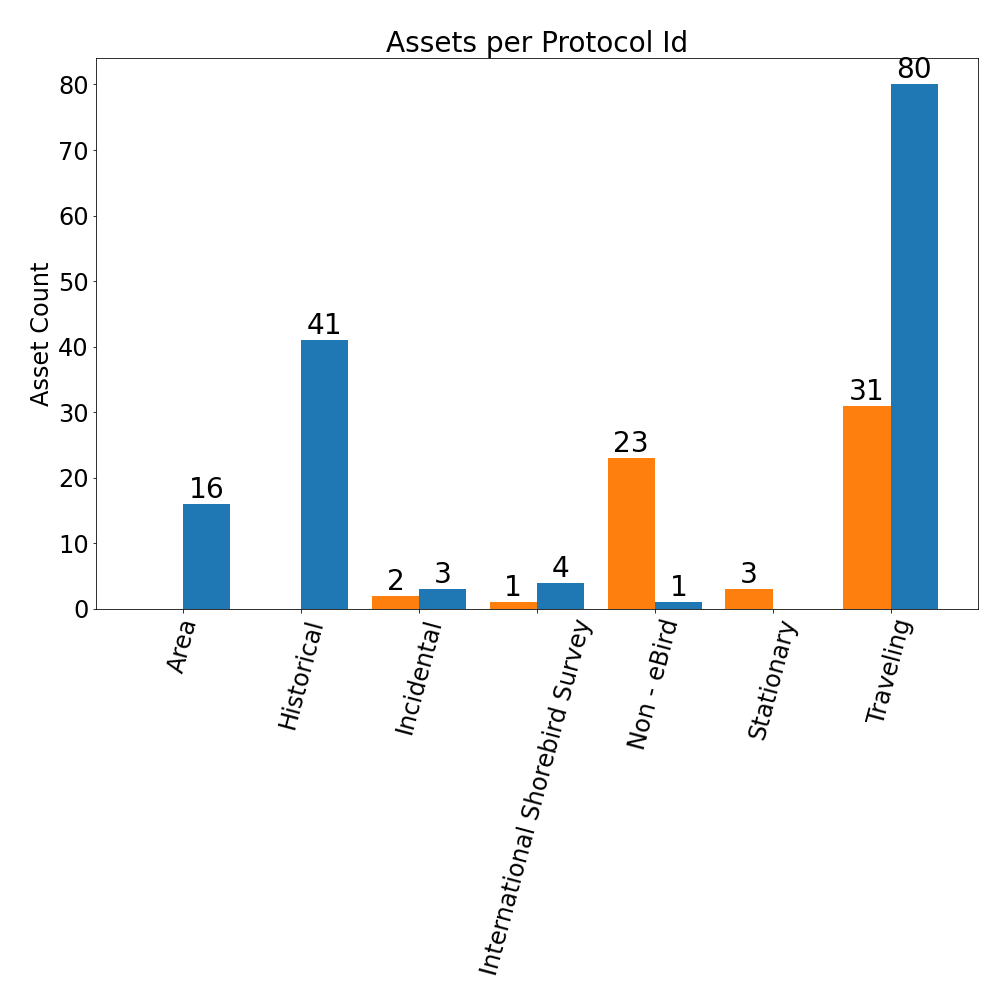 Assets per Protocol Id
Asset Count
80
70
60
50
40
30
20
10
0
16
41
2
3
1
4
23
1
3
31
80
Area
Historical
Incidental
International Shorebird Survey
Non - eBird
Stationary
Traveling